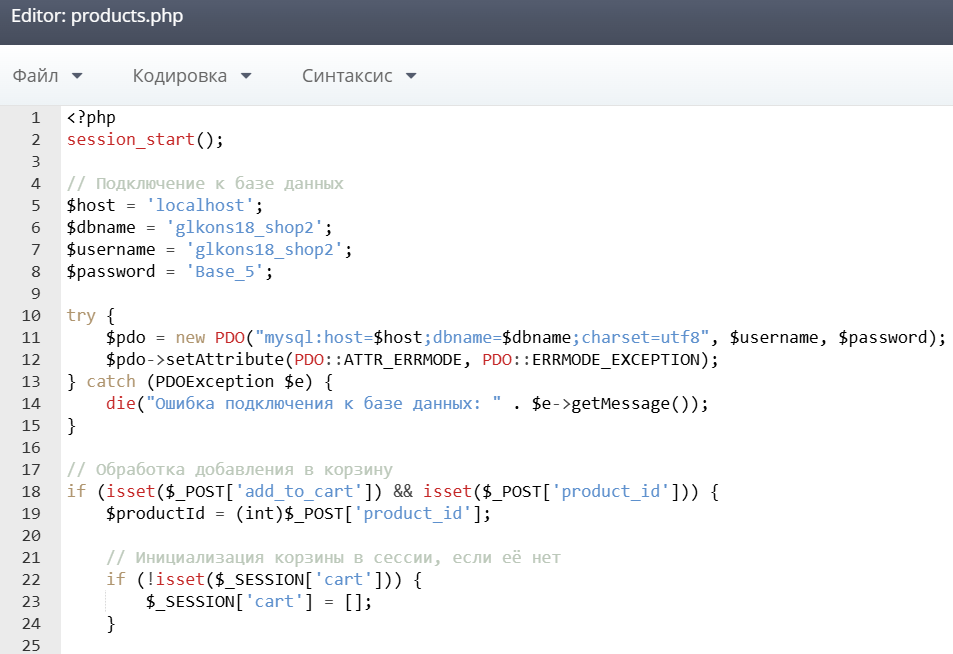 Editor: products.php
Файл Кодировка Синтаксис
1 <?php
2 session_start();
3
4 // Подключение к базе данных
5 $host = 'localhost';
6 $dbname = 'glkons18_shop2';
7 $username = 'glkons18_shop2';
8 $password = 'Base_5';
9
10 try {
11     $pdo = new PDO("mysql:host=$host;dbname=$dbname;charset=utf8", $username, $password);
12     $pdo->setAttribute(PDO::ATTR_ERRMODE, PDO::ERRMODE_EXCEPTION);
13 } catch (PDOException $e) {
14     die("Ошибка подключения к базе данных: " . $e->getMessage());
15 }
16
17 // Обработка добавления в корзину
18 if (isset($_POST['add_to_cart']) && isset($_POST['product_id'])) {
19     $productId = (int)$_POST['product_id'];
20
21     // Инициализация корзины в сессии, если её нет
22     if (!isset($_SESSION['cart'])) {
23         $_SESSION['cart'] = [];
24     }
25